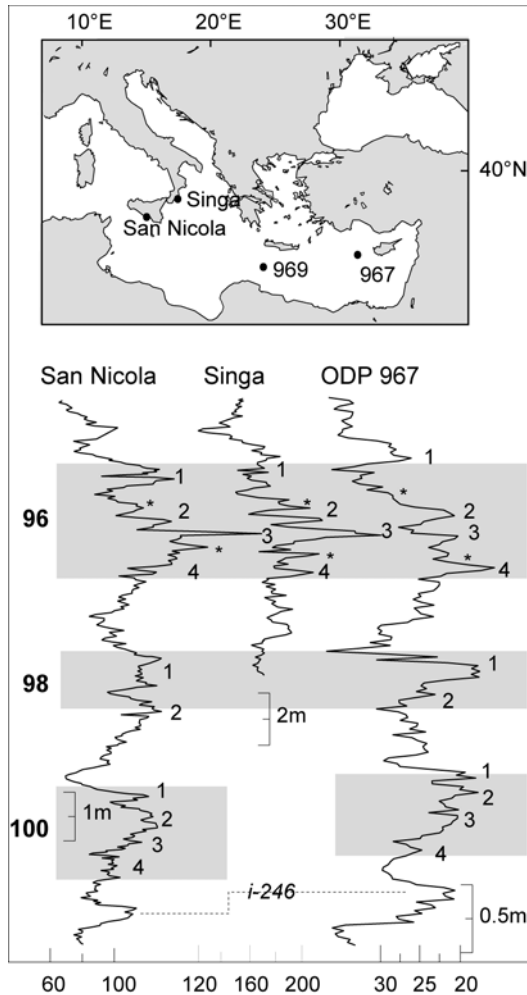 10°E 20°E 30°E
40°N
Singa
San Nicola
969 967
San Nicola Singa ODP 967
1 1 1
* * *
96 2 2 2
3 3 3
* * *
4 4 4
98 1 1
2 2
2m
1 1
1m 2 2
100 3 3
4 4
i-246
0.5m
60 100 120 160 200 30 25 20